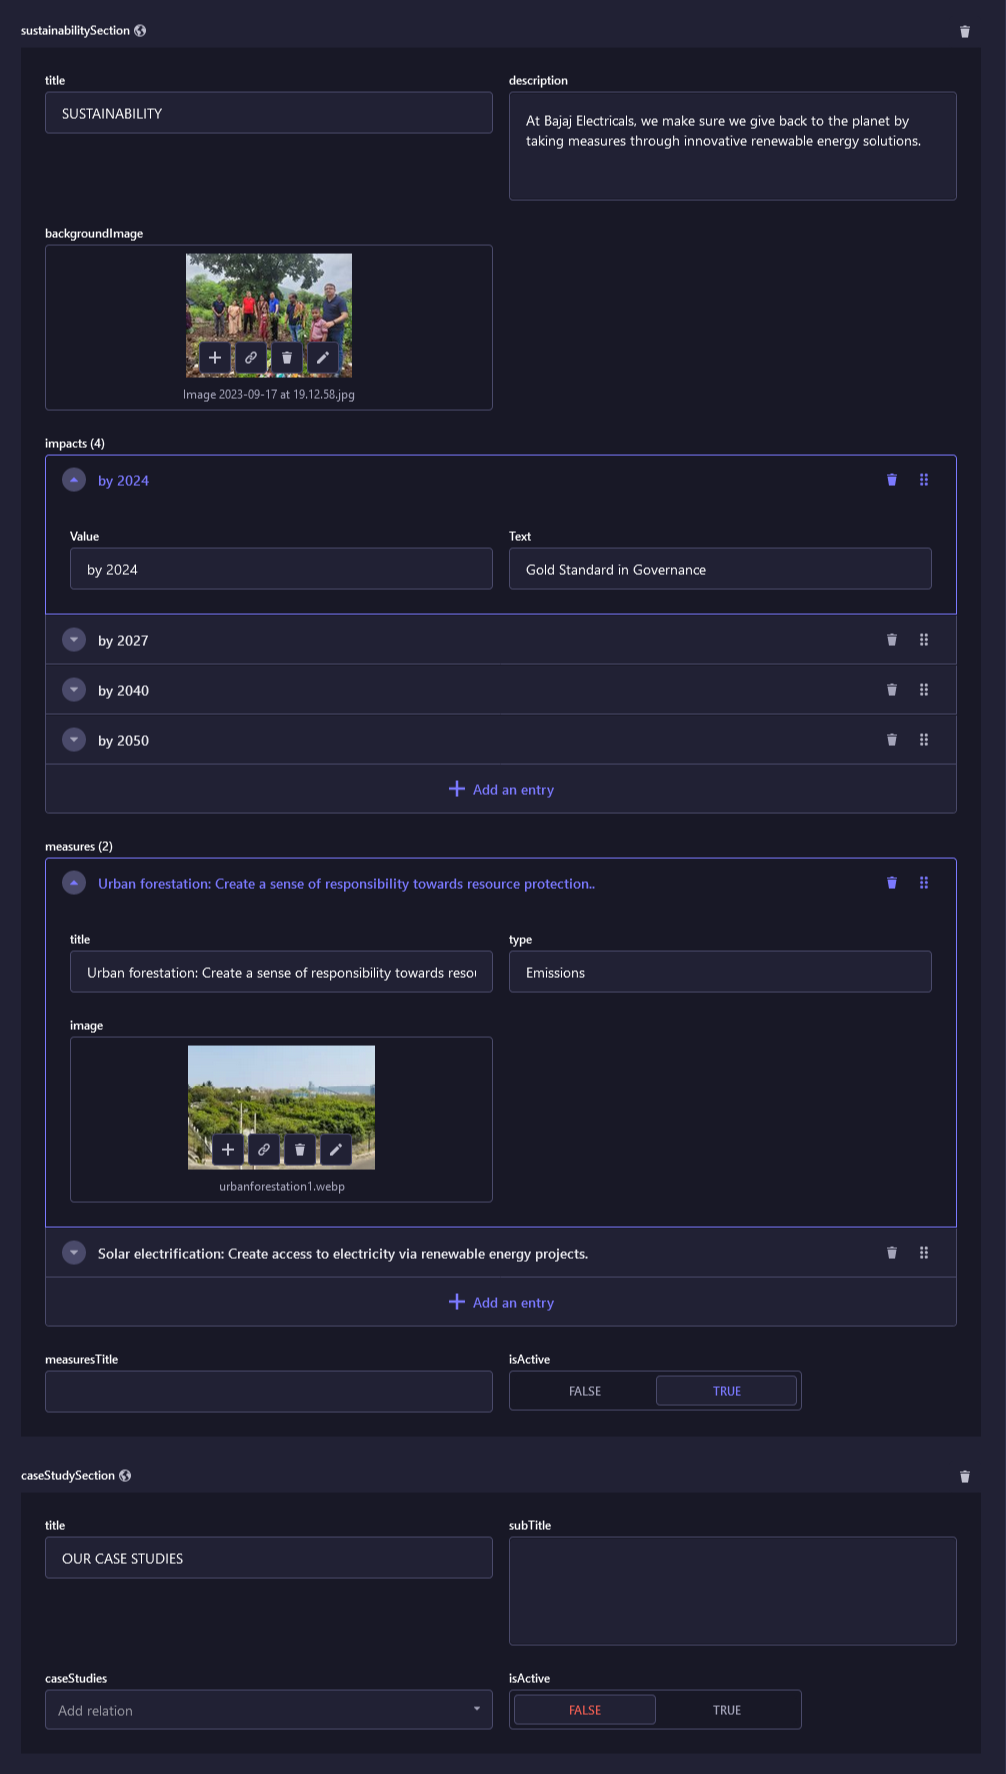 sustainabilitySection
title
description
SUSTAINABILITY
At Bajaj Electricals, we make sure we give back to the planet by
taking measures through innovative renewable energy solutions.
backgroundImage
Image 2023-09-17 at 19.12.58.jpg
impacts (4)
by 2024
Value
Text
by 2024
Gold Standard in Governance
by 2027
by 2040
by 2050
Add an entry
measures (2)
Urban forestation: Create a sense of responsibility towards resource protection..
title
type
Urban forestation: Create a sense of responsibility towards resou
Emissions
image
urbanforestation1.webp
Solar electrification: Create access to electricity via renewable energy projects.
Add an entry
measuresTitle
isActive
FALSE
TRUE
caseStudySection
title
subTitle
OUR CASE STUDIES
caseStudies
isActive
Add relation
FALSE
TRUE